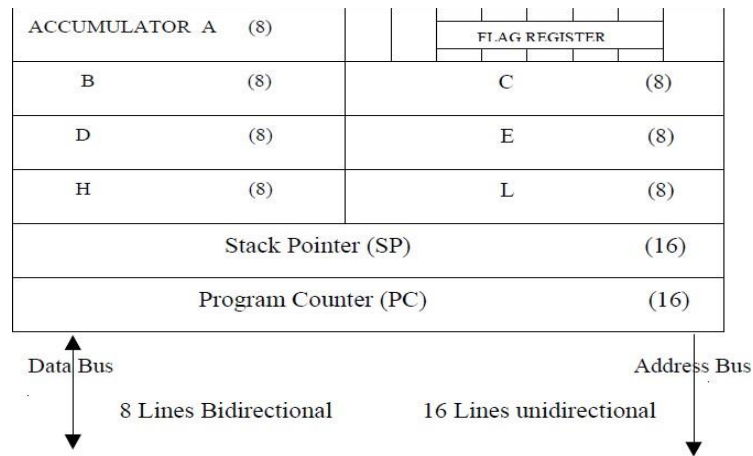 ACCUMULATOR A (8) FLAG REGISTER
B (8) C (8)
D (8) E (8)
H (8) L (8)
Stack Pointer (SP) (16)
Program Counter (PC) (16)
Data Bus Address Bus
8 Lines Bidirectional 16 Lines unidirectional